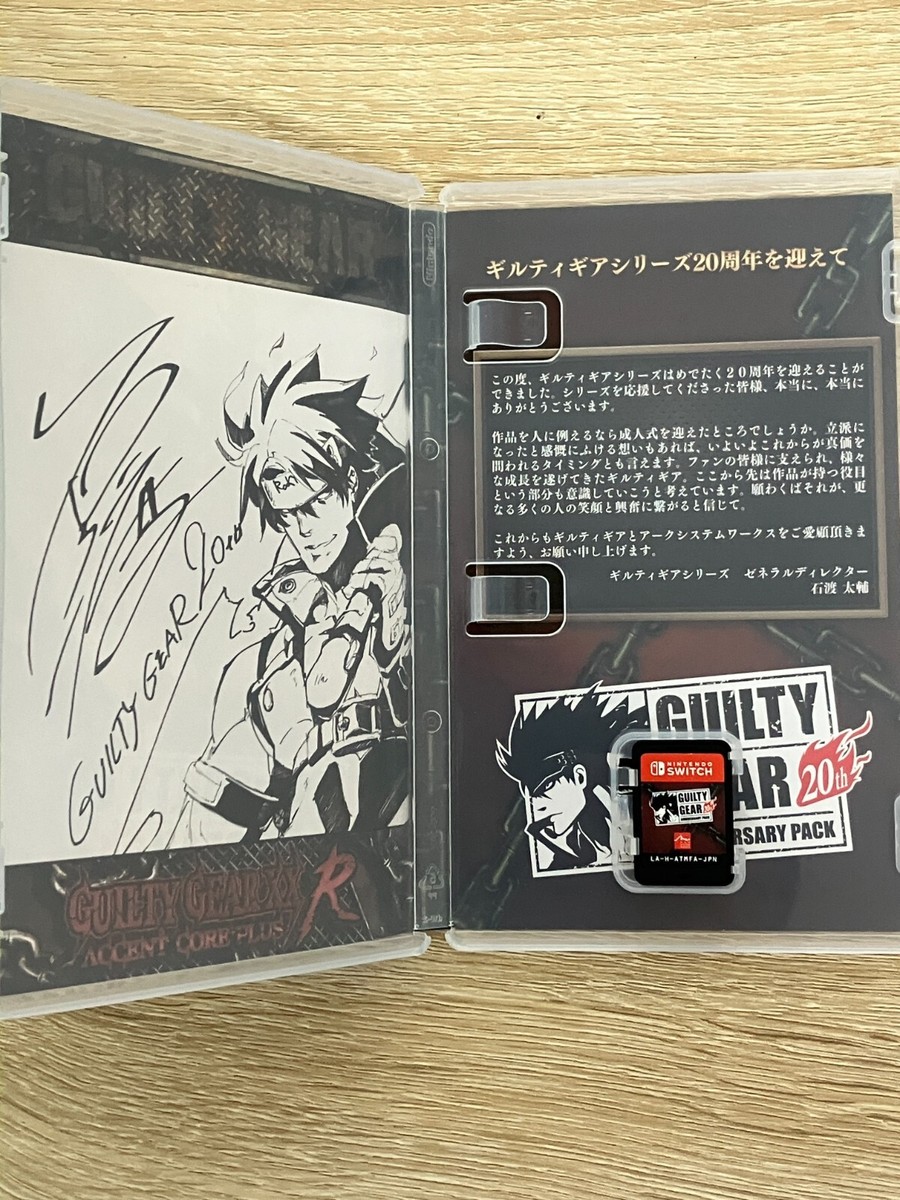 GUILTY GEAR
GUILTY GEAR 20th
GUILTY GEAR XX R
ACCENT CORE PLUS
Nintendo
ギルティギアシリーズ20周年を迎えて
この度、ギルティギアシリーズはめでたく２０周年を迎えることが
できました。シリーズを応援してくださった皆様、本当に、本当に
ありがとうございます。
作品を人に例えるなら成人式を迎えたところでしょうか。立派に
なったと感慨にふける想いもあれば、いよいよこれからが真価を
問われるタイミングとも言えます。ファンの皆様に支えられ、様々
な成長を遂げてきたギルティギア。ここから先は作品が持つ役目
という部分も意識していこうと考えています。願わくばそれが、更
なる多くの人の笑顔と興奮に繋がると信じて。
これからもギルティギアとアークシステムワークスをご愛顧頂きま
すよう、お願い申し上げます。
ギルティギアシリーズ　ゼネラルディレクター
石渡 太輔
GUILTY
AR 20th
RSARY PACK
NINTENDO
SWITCH
GUILTY
GEAR 20th
ANNIVERSARY PACK
LA-H-ATMFA-JPN